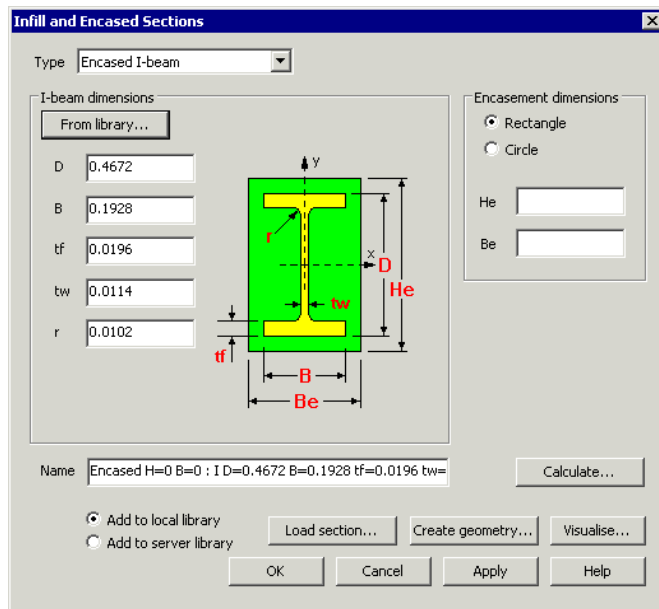 Infill and Encased Sections
Type Encased I-beam
I-beam dimensions
From library...
D 0.4672
B 0.1928
tf 0.0196
tw 0.0114
r 0.0102
y
r
x
D
He
tw
tf
B
Be
Encasement dimensions
Rectangle
Circle
He
Be
Name Encased H=0 B=0 : I D=0.4672 B=0.1928 tf=0.0196 tw=
Calculate...
Add to local library
Add to server library
Load section... Create geometry... Visualise...
OK Cancel Apply Help